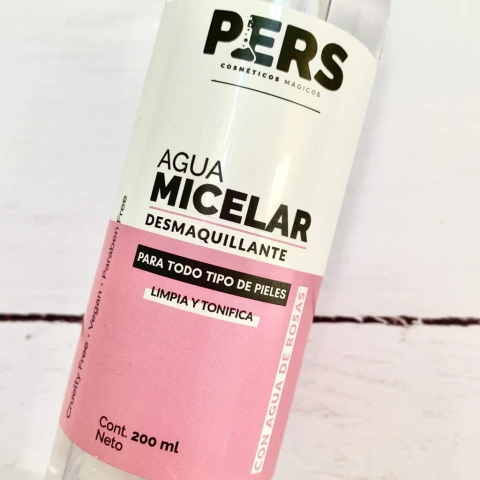 PERS
COSMÉTICOS MÁGICOS
AGUA
MICELAR
DESMAQUILLANTE
PARA TODO TIPO DE PIELES
LIMPIA Y TONIFICA
CON AGUA DE ROSAS
Cruelty Free • Vegan • Paraben Free
Cont. 200 ml
Neto